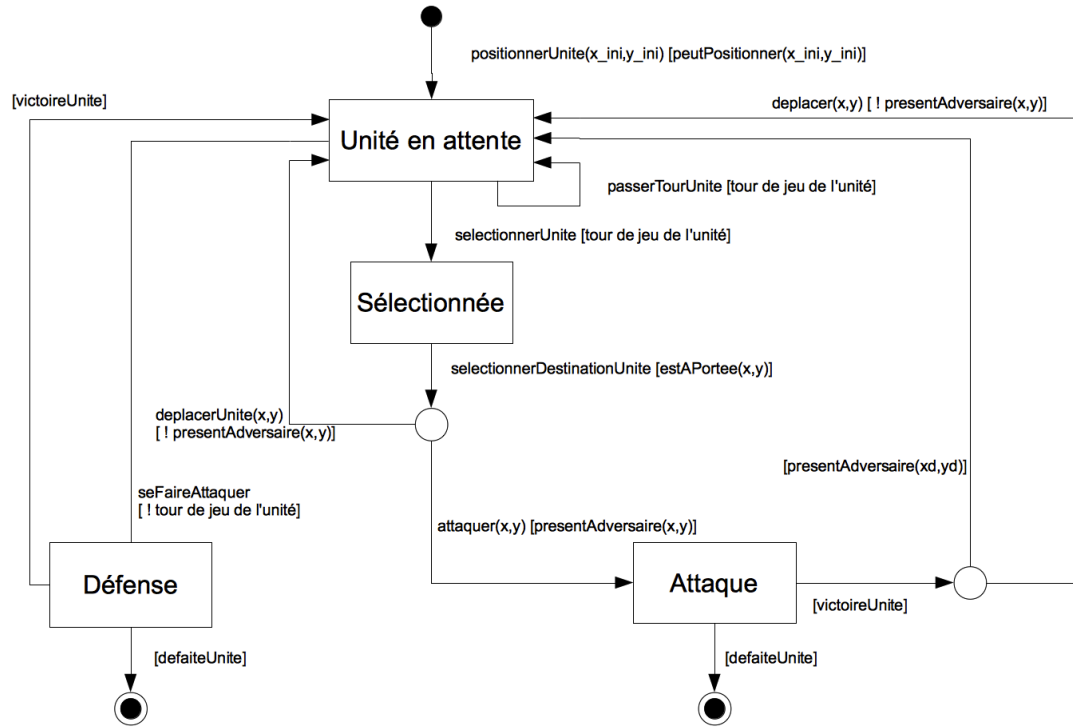 positionnerUnite(x_ini,y_ini) [peutPositionner(x_ini,y_ini)]
[victoireUnite]
deplacer(x,y) [ ! presentAdversaire(x,y)]
Unité en attente
passerTourUnite [tour de jeu de l'unité]
selectionnerUnite [tour de jeu de l'unité]
Sélectionnée
selectionnerDestinationUnite [estAPortee(x,y)]
deplacerUnite(x,y)
[ ! presentAdversaire(x,y)]
[presentAdversaire(xd,yd)]
seFaireAttaquer
[ ! tour de jeu de l'unité]
attaquer(x,y) [presentAdversaire(x,y)]
Défense
Attaque
[victoireUnite]
[defaiteUnite]
[defaiteUnite]